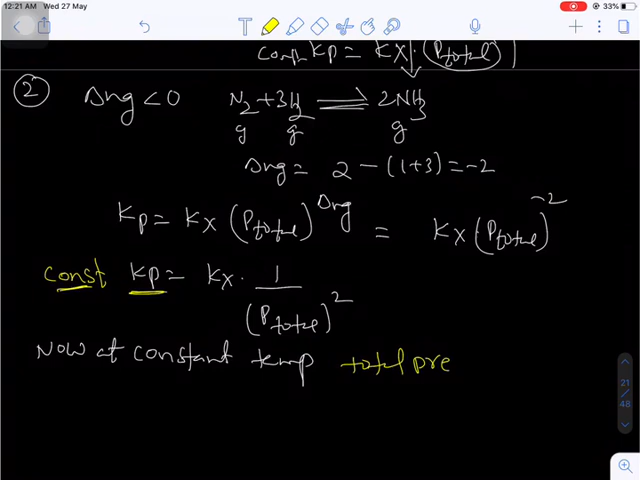 12:21 AM Wed 27 May
33%
const Kp = Kx · (Ptotal)
② Δng < 0 N2 + 3H2 ⇌ 2NH3
g g g
Δng = 2 - (1+3) = -2
Kp = Kx (Ptotal)^Δng = Kx (Ptotal)^-2
const Kp = Kx · 1/(Ptotal)^2
Now at constant temp total pre
21
/
48